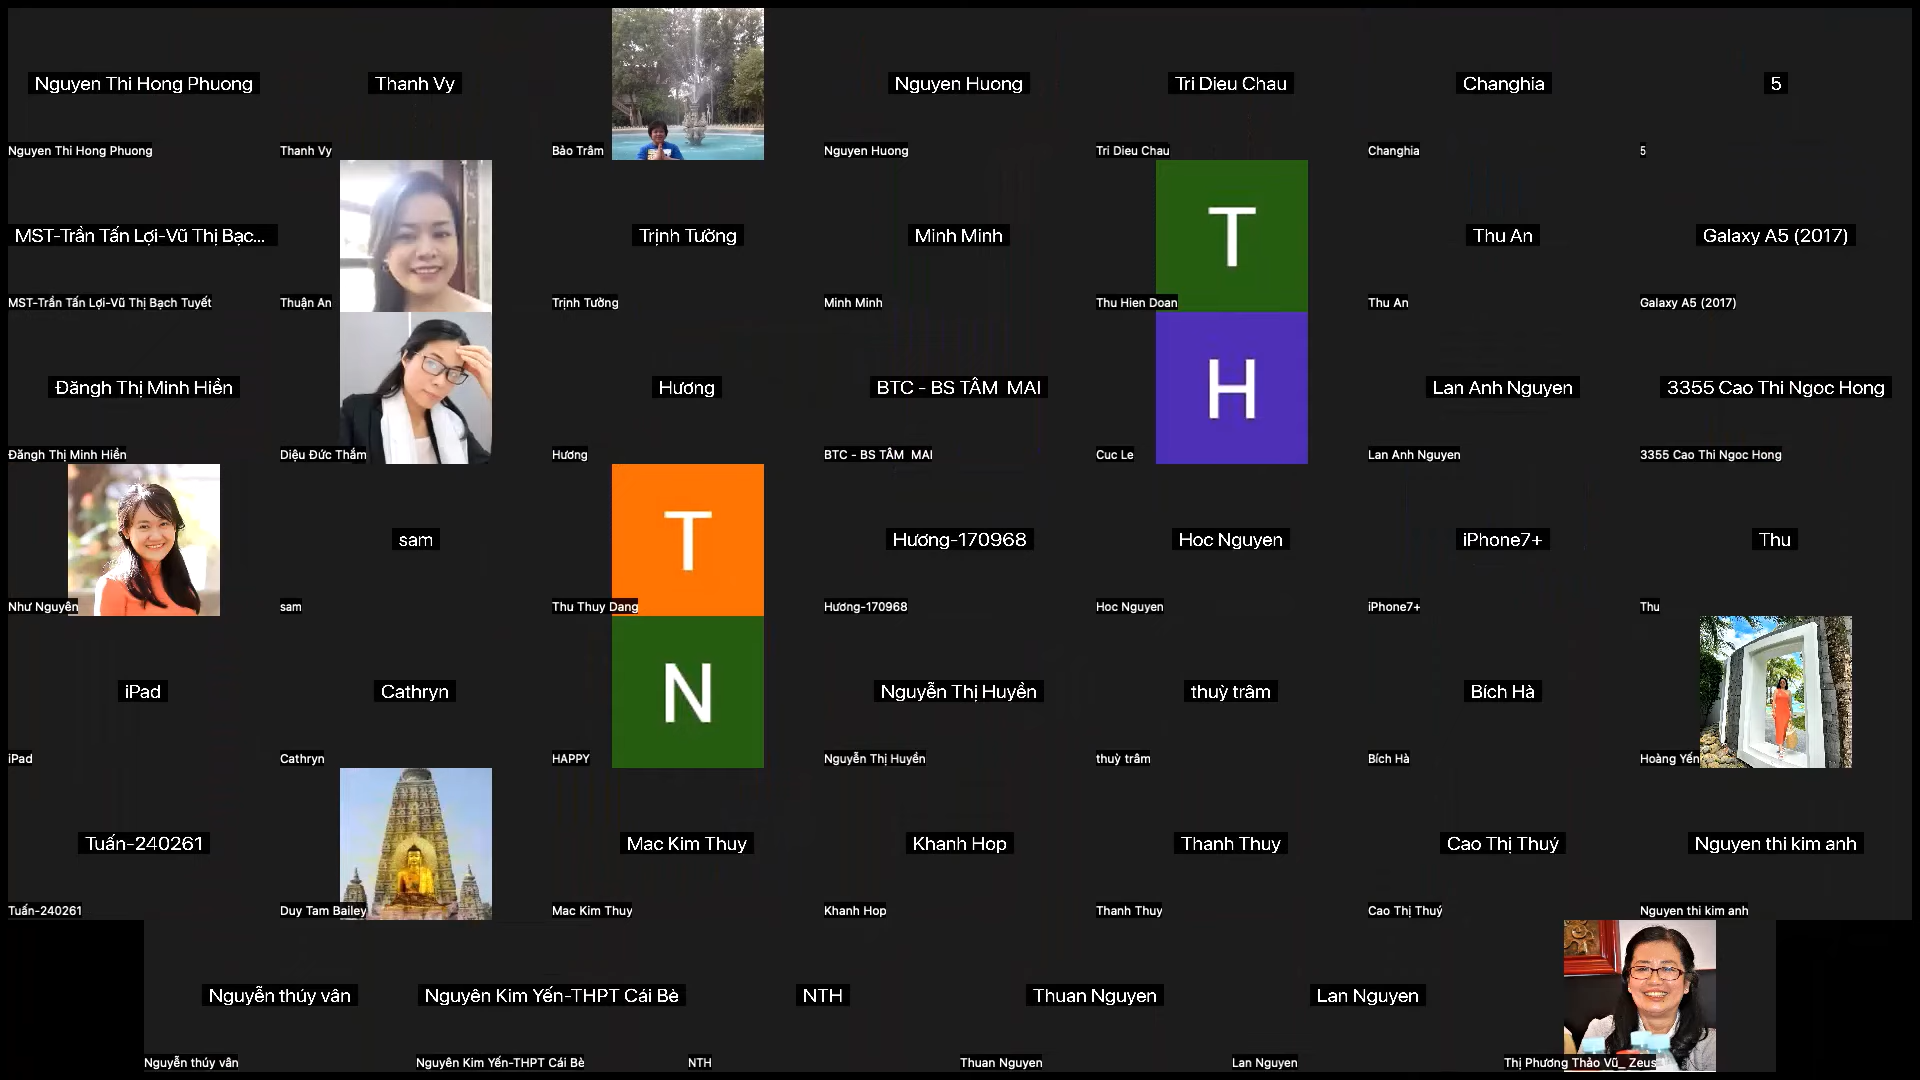 Nguyen Thi Hong Phuong
Thanh Vy
Nguyen Huong
Tri Dieu Chau
Changhia
5
Nguyen Thi Hong Phuong
Thanh Vy
Bảo Trâm
Nguyen Huong
Tri Dieu Chau
Changhia
5
MST-Trần Tấn Lợi-Vũ Thị Bạc...
Trịnh Tường
Minh Minh
T
Thu An
Galaxy A5 (2017)
MST-Trần Tấn Lợi-Vũ Thị Bạch Tuyết
Thuận An
Trịnh Tường
Minh Minh
Thu Hien Doan
Thu An
Galaxy A5 (2017)
Đăngh Thị Minh Hiền
Hương
BTC - BS TÂM  MAI
H
Lan Anh Nguyen
3355 Cao Thi Ngoc Hong
Đăngh Thị Minh Hiền
Diệu Đức Thắm
Hương
BTC - BS TÂM  MAI
Cuc Le
Lan Anh Nguyen
3355 Cao Thi Ngoc Hong
sam
T
Hương-170968
Hoc Nguyen
iPhone7+
Thu
Như Nguyên
sam
Thu Thuy Dang
Hương-170968
Hoc Nguyen
iPhone7+
Thu
iPad
Cathryn
N
Nguyễn Thị Huyền
thuỳ trâm
Bích Hà
iPad
Cathryn
HAPPY
Nguyễn Thị Huyền
thuỳ trâm
Bích Hà
Hoàng Yến
Tuấn-240261
Mac Kim Thuy
Khanh Hop
Thanh Thuy
Cao Thị Thuý
Nguyen thi kim anh
Tuấn-240261
Duy Tam Bailey
Mac Kim Thuy
Khanh Hop
Thanh Thuy
Cao Thị Thuý
Nguyen thi kim anh
Nguyễn thúy vân
Nguyên Kim Yến-THPT Cái Bè
NTH
Thuan Nguyen
Lan Nguyen
Nguyễn thúy vân
Nguyên Kim Yến-THPT Cái Bè
NTH
Thuan Nguyen
Lan Nguyen
Thị Phương Thảo Vũ_ Zeus